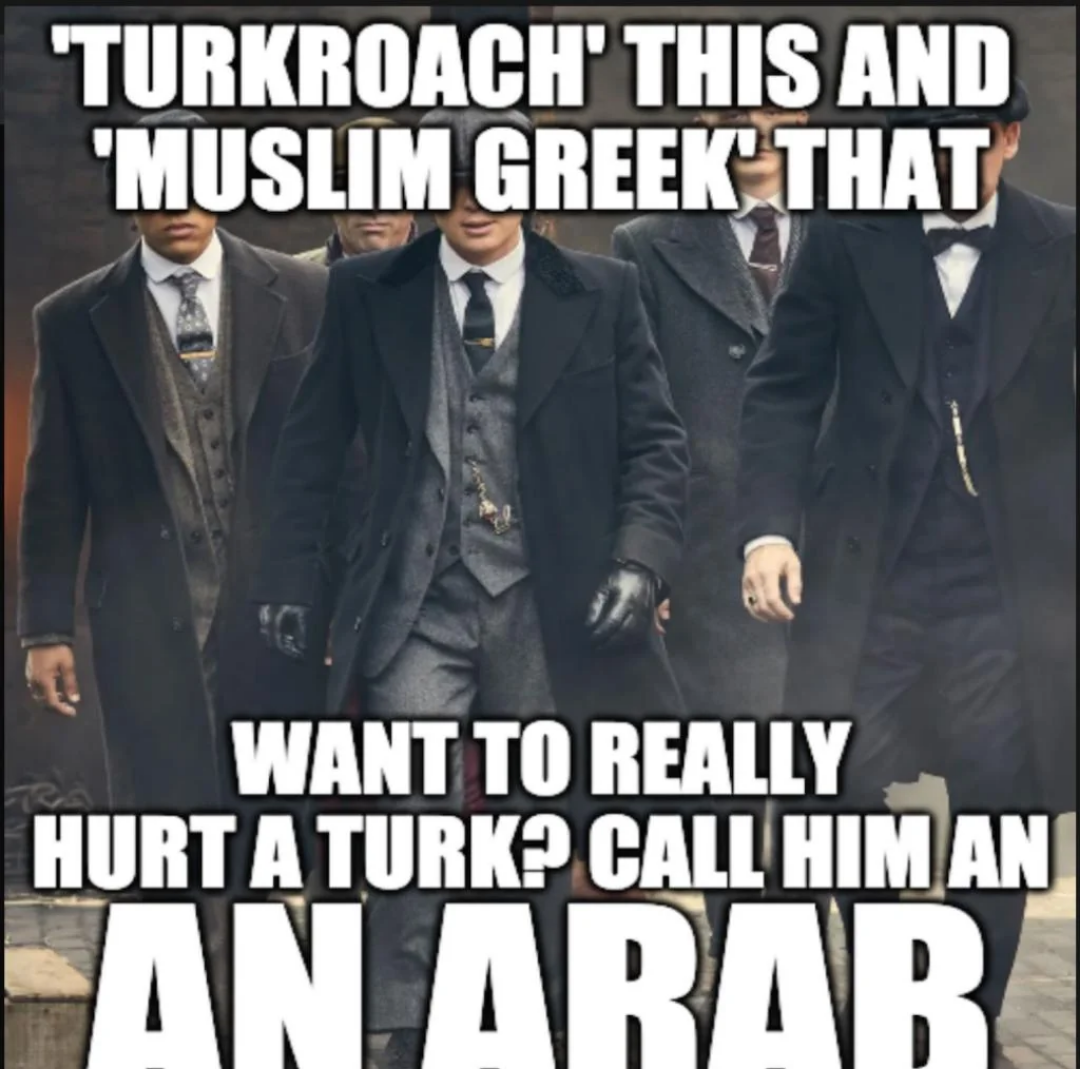 'TURKROACH' THIS AND
'MUSLIM GREEK' THAT
WANT TO REALLY
HURT A TURK? CALL HIM AN
AN ARAB